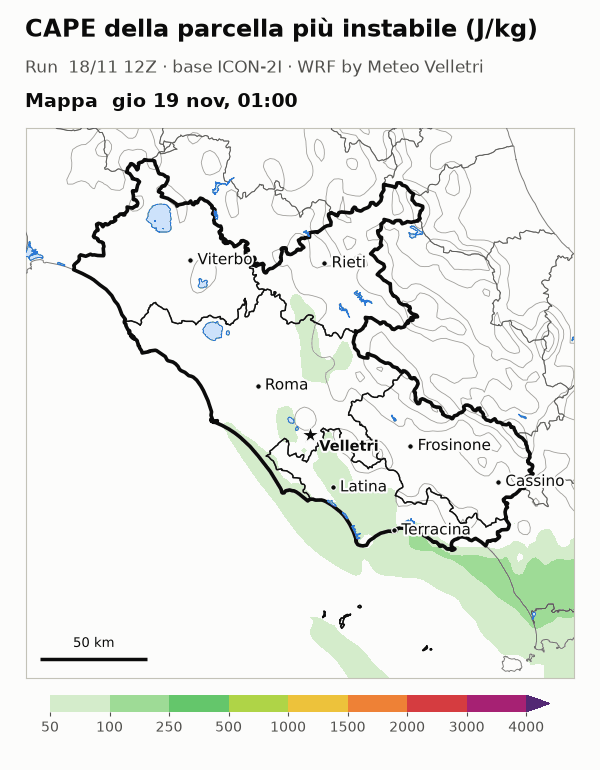 CAPE della parcella più instabile (J/kg)
Run  18/11 12Z · base ICON-2I · WRF by Meteo Velletri
Mappa  gio 19 nov, 01:00
Viterbo
Rieti
Roma
Velletri
Frosinone
Latina
Cassino
Terracina
50 km
50 100 250 500 1000 1500 2000 3000 4000